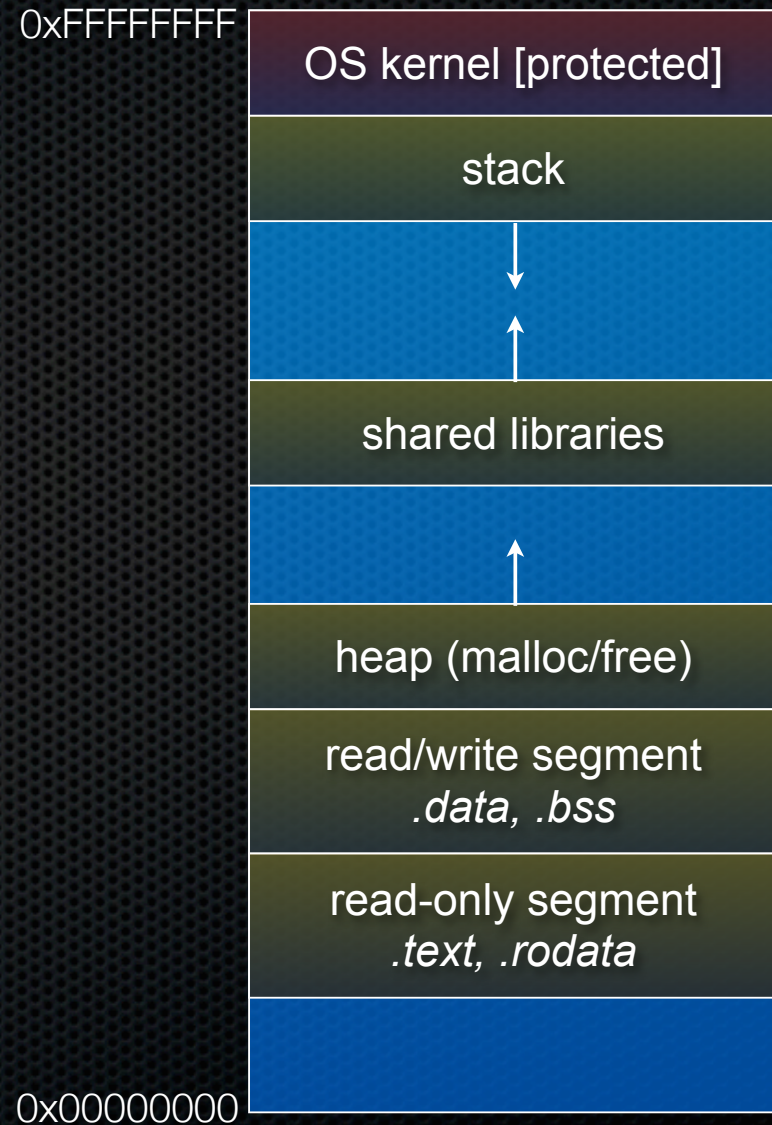 0xFFFFFFFF
OS kernel [protected]
stack
shared libraries
heap (malloc/free)
read/write segment
.data, .bss
read-only segment
.text, .rodata
0x00000000